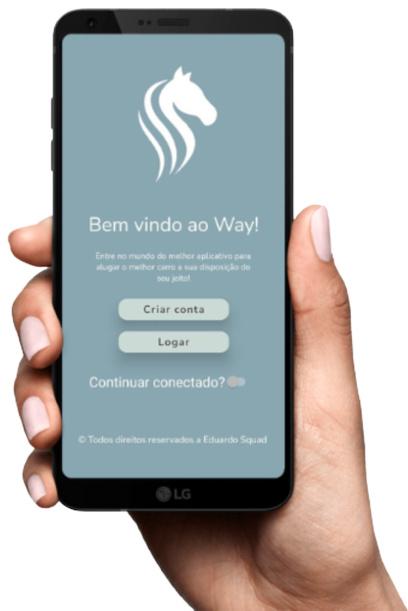 Bem vindo ao Way!
Entre no mundo do melhor aplicativo para
alugar o melhor carro a sua disposição do
seu jeito!
Criar conta
Logar
Continuar conectado?
© Todos direitos reservados a Eduardo Squad
LG